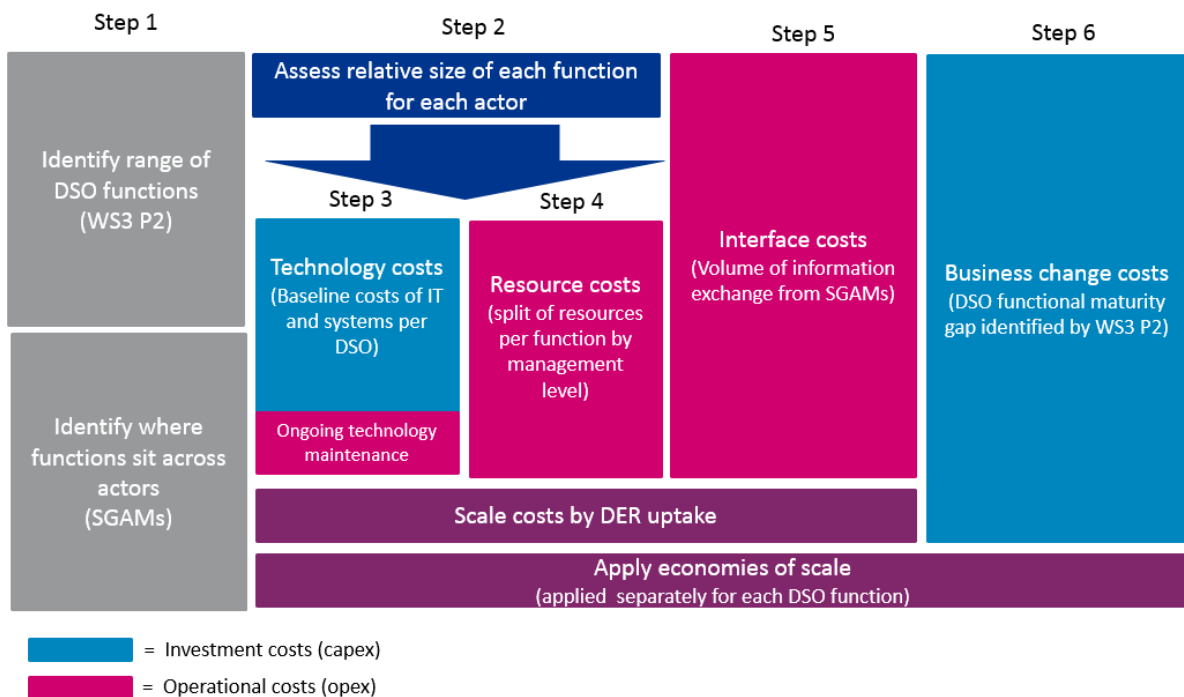 Step 1
Identify range of
DSO functions
(WS3 P2)
Identify where
functions sit across
actors
(SGAMs)
Step 2
Assess relative size of each function
for each actor
Step 3
Technology costs
(Baseline costs of IT
and systems per
DSO)
Ongoing technology
maintenance
Step 4
Resource costs
(split of resources
per function by
management
level)
Step 5
Interface costs
(Volume of information
exchange from SGAMs)
Step 6
Business change costs
(DSO functional maturity
gap identified by WS3 P2)
Scale costs by DER uptake
Apply economies of scale
(applied separately for each DSO function)
= Investment costs (capex)
= Operational costs (opex)